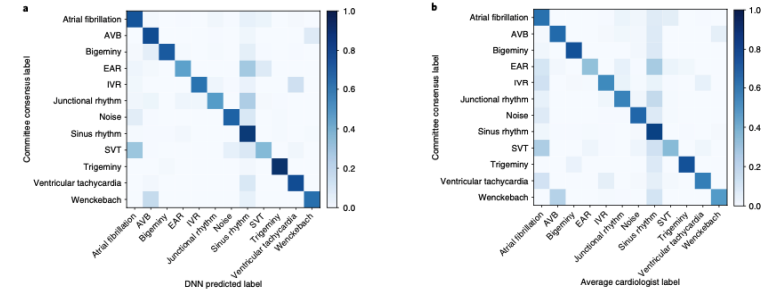 a
Committee consensus label
Atrial fibrillation
AVB
Bigeminy
EAR
IVR
Junctional rhythm
Noise
Sinus rhythm
SVT
Trigeminy
Ventricular tachycardia
Wenckebach
Atrial fibrillation
AVB
Bigeminy
EAR
IVR
Junctional rhythm
Noise
Sinus rhythm
SVT
Trigeminy
Ventricular tachycardia
Wenckebach
DNN predicted label
1.0
0.8
0.6
0.4
0.2
0.0
b
Committee consensus label
Atrial fibrillation
AVB
Bigeminy
EAR
IVR
Junctional rhythm
Noise
Sinus rhythm
SVT
Trigeminy
Ventricular tachycardia
Wenckebach
Atrial fibrillation
AVB
Bigeminy
EAR
IVR
Junctional rhythm
Noise
Sinus rhythm
SVT
Trigeminy
Ventricular tachycardia
Wenckebach
Average cardiologist label
1.0
0.8
0.6
0.4
0.2
0.0